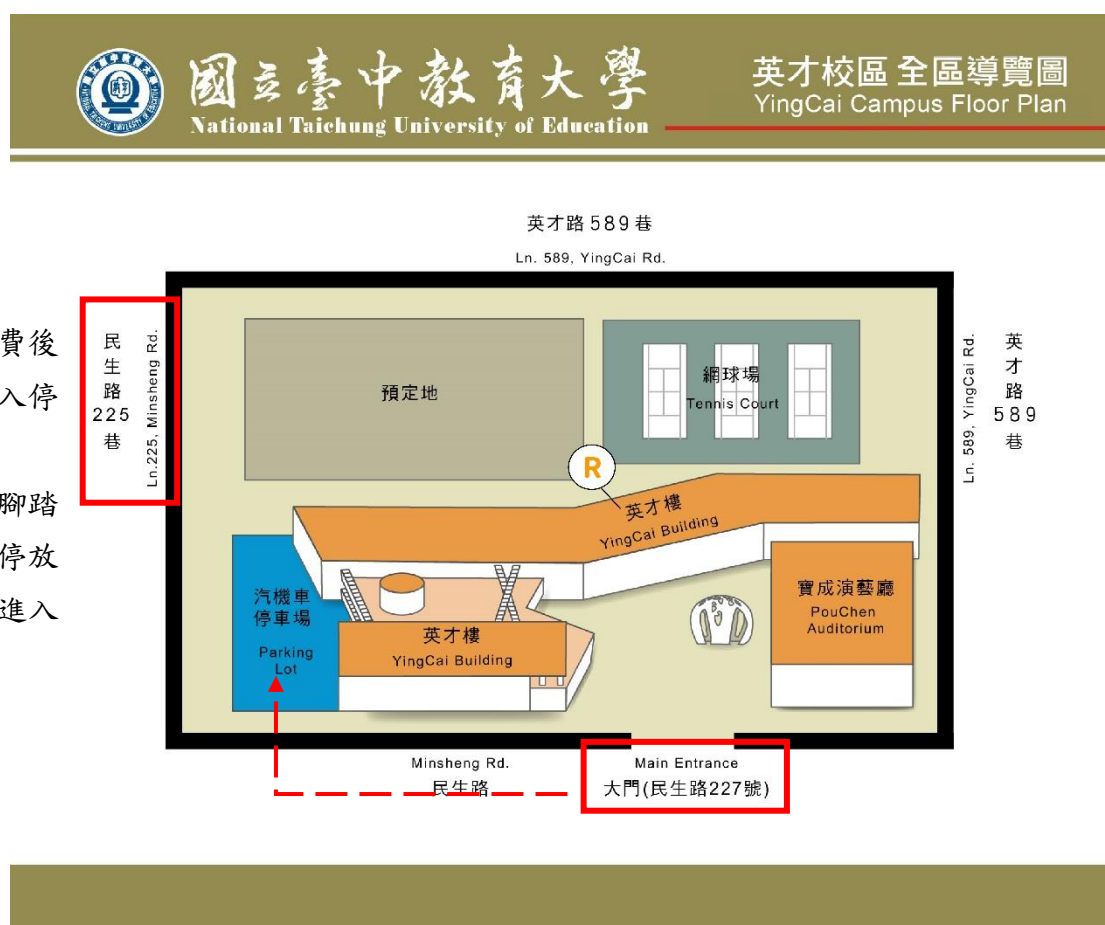 國立臺中教育大學
National Taichung University of Education
英才校區 全區導覽圖
YingCai Campus Floor Plan
英才路 589 巷
Ln. 589, YingCai Rd.
費後
入停
腳踏
停放
進入
民生路225巷
Ln.225, Minsheng Rd.
預定地
網球場
Tennis Court
Ln. 589, YingCai Rd.
英才路589巷
R
英才樓
YingCai Building
汽機車
停車場
Parking
Lot
英才樓
YingCai Building
寶成演藝廳
PouChen
Auditorium
Minsheng Rd.
民生路
Main Entrance
大門(民生路227號)